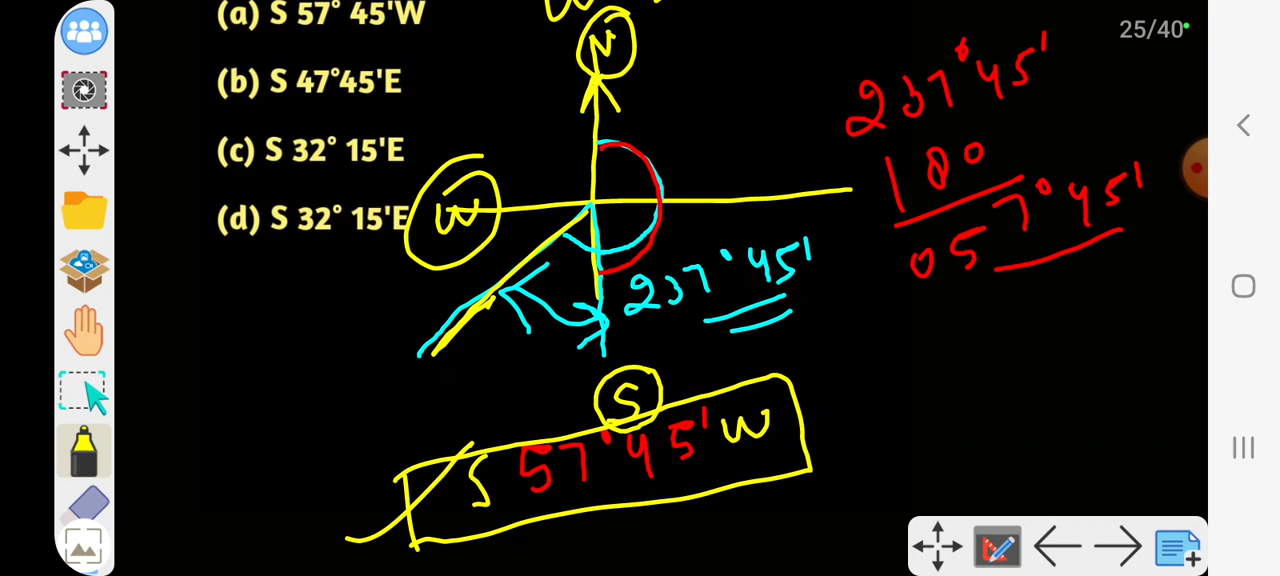 (a) S 57° 45'W
(b) S 47°45'E
(c) S 32° 15'E
(d) S 32° 15'E
25/40
N
W
237°45'
180
057°45'
237°45'
S
S 57°45' W